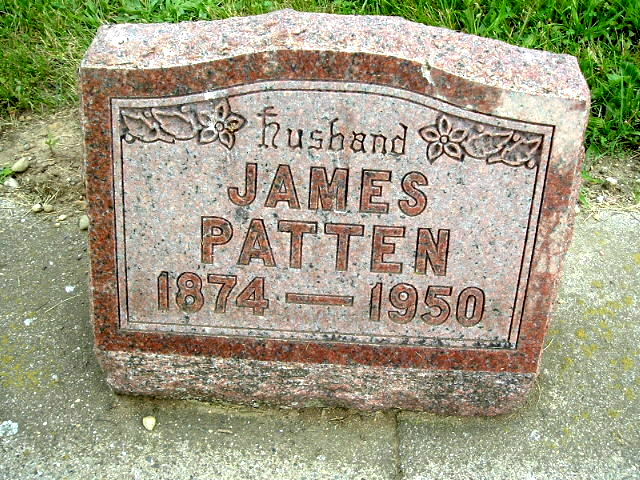 husband
JAMES
PATTEN
1874 — 1950